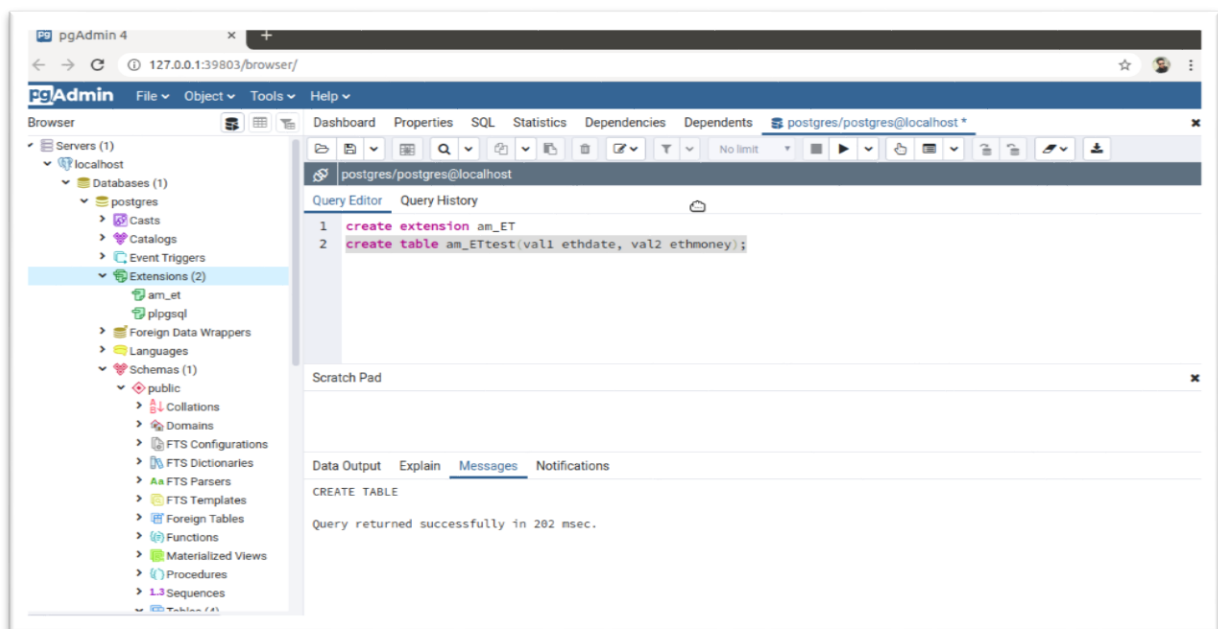 pgAdmin 4
127.0.0.1:39803/browser/
pgAdmin File Object Tools Help
Browser
Dashboard Properties SQL Statistics Dependencies Dependents postgres/postgres@localhost *
Servers (1)
localhost
Databases (1)
postgres
Casts
Catalogs
Event Triggers
Extensions (2)
am_et
plpgsql
Foreign Data Wrappers
Languages
Schemas (1)
public
Collations
Domains
FTS Configurations
FTS Dictionaries
Aa FTS Parsers
FTS Templates
Foreign Tables
Functions
Materialized Views
Procedures
1..3 Sequences
Tables (4)
No limit
postgres/postgres@localhost
Query Editor Query History
1 create extension am_ET
2 create table am_ETtest(val1 ethdate, val2 ethmoney);
Scratch Pad
Data Output Explain Messages Notifications
CREATE TABLE
Query returned successfully in 202 msec.